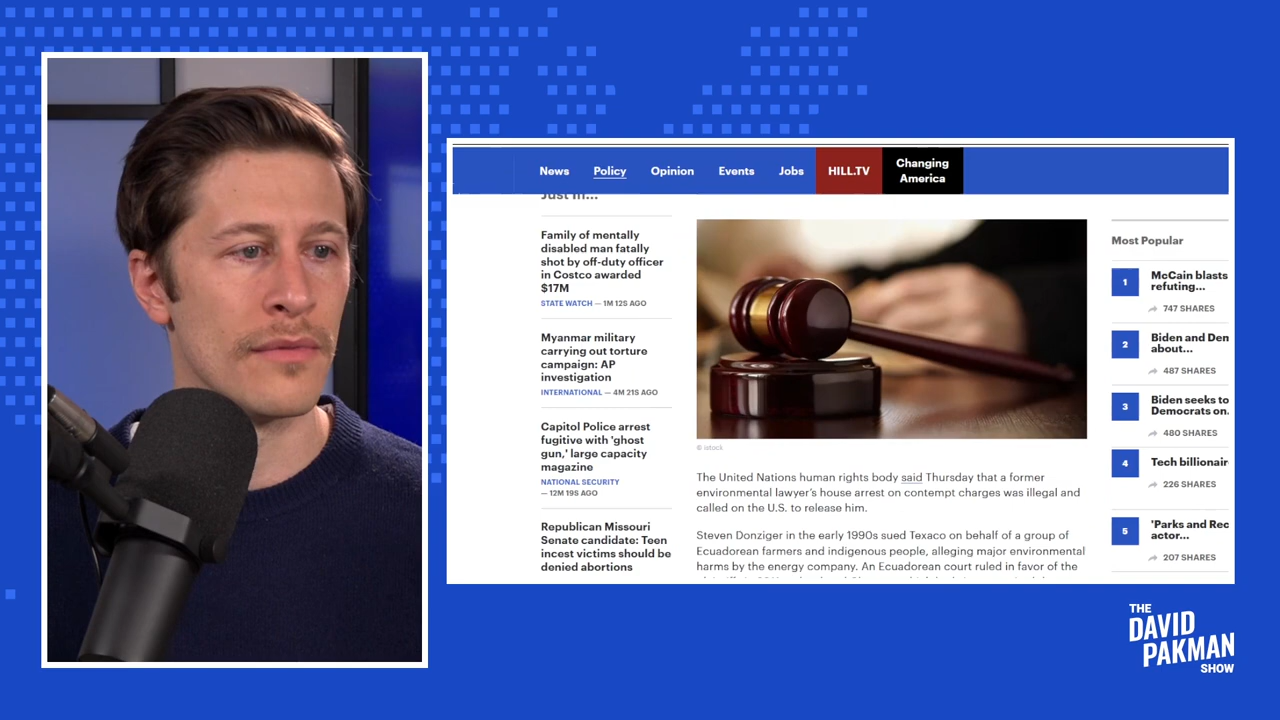 News Policy Opinion Events Jobs HILL.TV Changing
America
Just In...
Family of mentally
disabled man fatally
shot by off-duty officer
in Costco awarded
$17M
STATE WATCH — 1M 12S AGO
Myanmar military
carrying out torture
campaign: AP
investigation
INTERNATIONAL — 4M 21S AGO
Capitol Police arrest
fugitive with 'ghost
gun,' large capacity
magazine
NATIONAL SECURITY
— 12M 19S AGO
Republican Missouri
Senate candidate: Teen
incest victims should be
denied abortions
© istock
The United Nations human rights body said Thursday that a former
environmental lawyer's house arrest on contempt charges was illegal and
called on the U.S. to release him.
Steven Donziger in the early 1990s sued Texaco on behalf of a group of
Ecuadorean farmers and indigenous people, alleging major environmental
harms by the energy company. An Ecuadorean court ruled in favor of the
Most Popular
1
McCain blasts
refuting...
747 SHARES
2
Biden and Dem
about...
487 SHARES
3
Biden seeks to
Democrats on.
480 SHARES
4
Tech billionair
226 SHARES
5
'Parks and Rec
actor...
207 SHARES
THE
DAVID
PAKMAN
SHOW